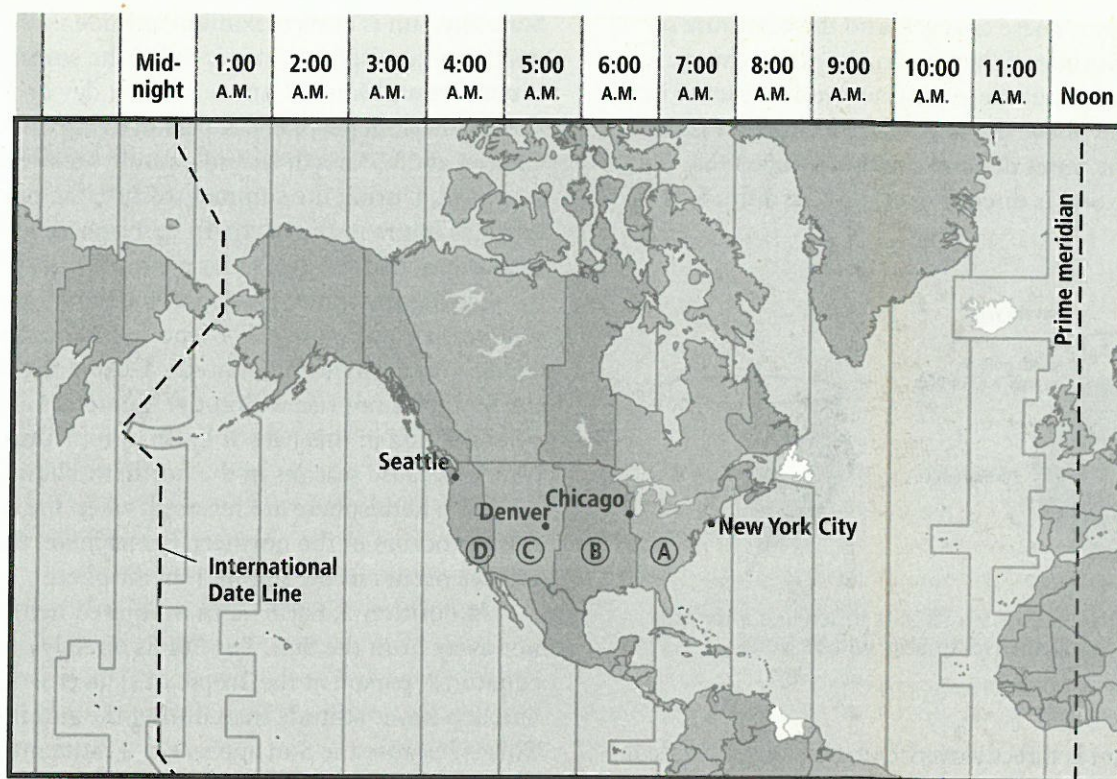 Mid-
night
1:00
A.M.
2:00
A.M.
3:00
A.M.
4:00
A.M.
5:00
A.M.
6:00
A.M.
7:00
A.M.
8:00
A.M.
9:00
A.M.
10:00
A.M.
11:00
A.M.
Noon
Prime meridian
Seattle
Chicago
Denver
New York City
D
C
B
A
International
Date Line